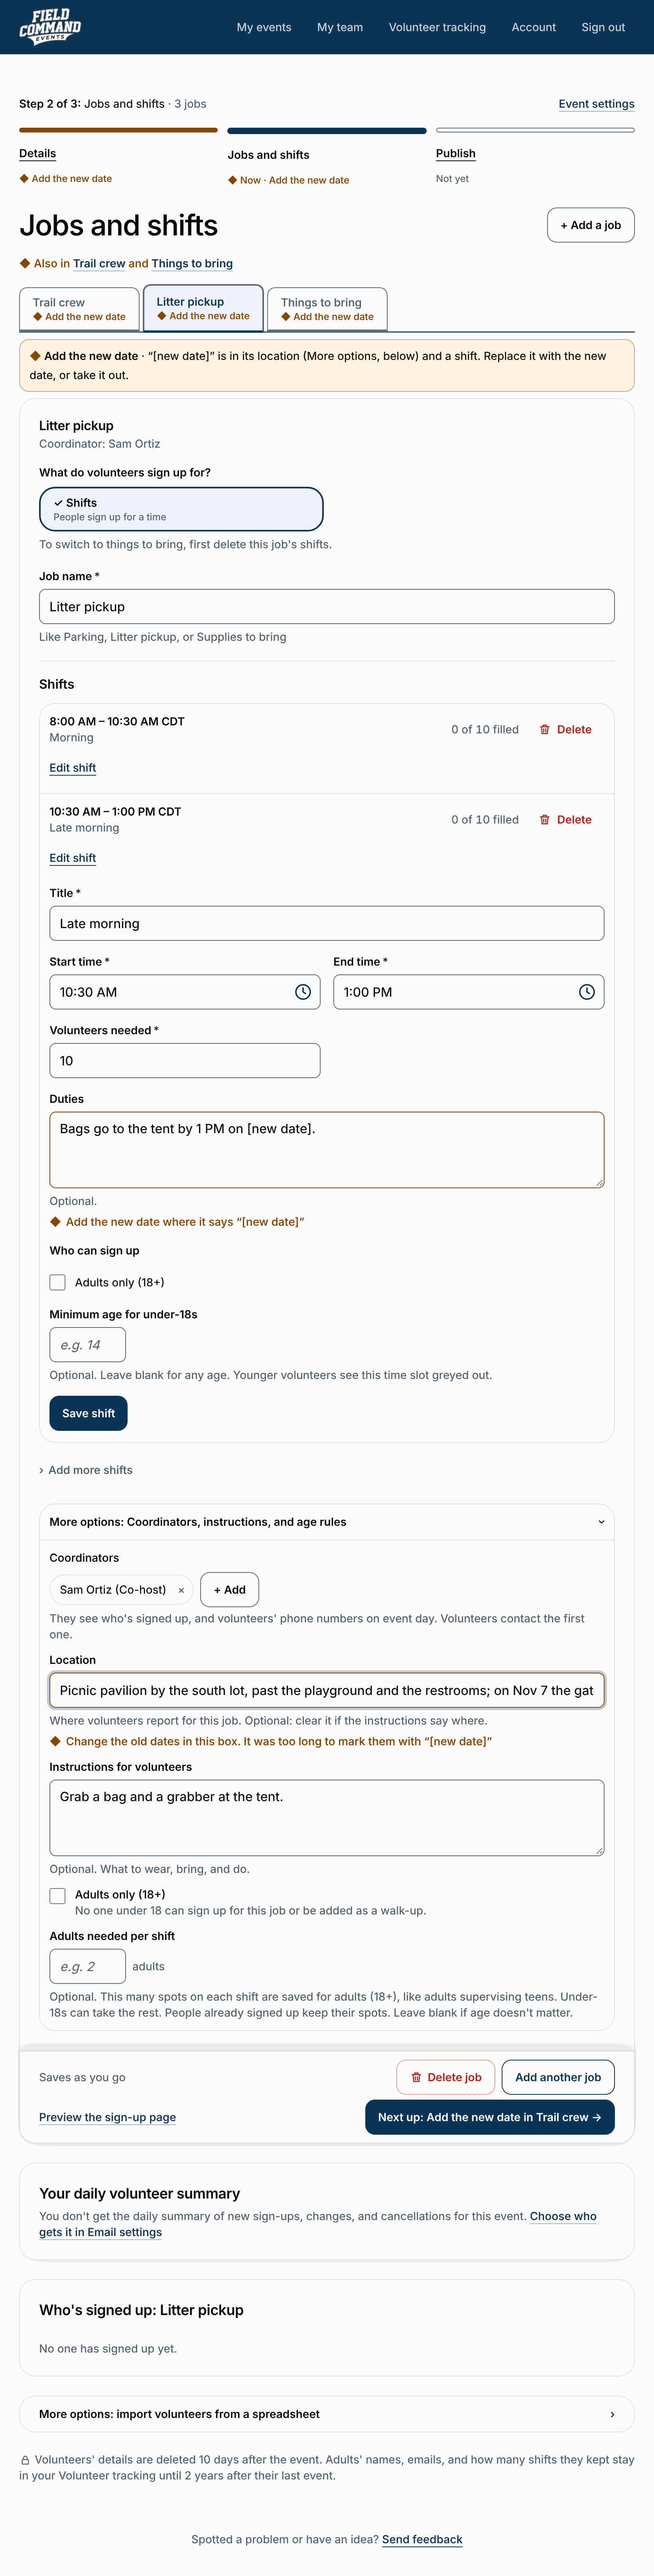 FIELD COMMAND EVENTS
My events
My team
Volunteer tracking
Account
Sign out
Step 2 of 3: Jobs and shifts · 3 jobs
Event settings
Details
◆ Add the new date
Jobs and shifts
◆ Now · Add the new date
Publish
Not yet
Jobs and shifts
+ Add a job
◆ Also in Trail crew and Things to bring
Trail crew
◆ Add the new date
Litter pickup
◆ Add the new date
Things to bring
◆ Add the new date
◆ Add the new date · “[new date]” is in its location (More options, below) and a shift. Replace it with the new
date, or take it out.
Litter pickup
Coordinator: Sam Ortiz
What do volunteers sign up for?
✓ Shifts
People sign up for a time
To switch to things to bring, first delete this job's shifts.
Job name *
Litter pickup
Like Parking, Litter pickup, or Supplies to bring
Shifts
8:00 AM – 10:30 AM CDT
Morning
0 of 10 filled
Delete
Edit shift
10:30 AM – 1:00 PM CDT
Late morning
0 of 10 filled
Delete
Edit shift
Title *
Late morning
Start time *
End time *
10:30 AM
1:00 PM
Volunteers needed *
10
Duties
Bags go to the tent by 1 PM on [new date].
Optional.
◆ Add the new date where it says “[new date]”
Who can sign up
Adults only (18+)
Minimum age for under-18s
e.g. 14
Optional. Leave blank for any age. Younger volunteers see this time slot greyed out.
Save shift
› Add more shifts
More options: Coordinators, instructions, and age rules
Coordinators
Sam Ortiz (Co-host) ×
+ Add
They see who's signed up, and volunteers' phone numbers on event day. Volunteers contact the first
one.
Location
Picnic pavilion by the south lot, past the playground and the restrooms; on Nov 7 the gat
Where volunteers report for this job. Optional: clear it if the instructions say where.
◆ Change the old dates in this box. It was too long to mark them with “[new date]”
Instructions for volunteers
Grab a bag and a grabber at the tent.
Optional. What to wear, bring, and do.
Adults only (18+)
No one under 18 can sign up for this job or be added as a walk-up.
Adults needed per shift
e.g. 2
adults
Optional. This many spots on each shift are saved for adults (18+), like adults supervising teens. Under-
18s can take the rest. People already signed up keep their spots. Leave blank if age doesn't matter.
Saves as you go
Delete job
Add another job
Preview the sign-up page
Next up: Add the new date in Trail crew →
Your daily volunteer summary
You don't get the daily summary of new sign-ups, changes, and cancellations for this event. Choose who
gets it in Email settings
Who's signed up: Litter pickup
No one has signed up yet.
More options: import volunteers from a spreadsheet ›
Volunteers' details are deleted 10 days after the event. Adults' names, emails, and how many shifts they kept stay
in your Volunteer tracking until 2 years after their last event.
Spotted a problem or have an idea? Send feedback